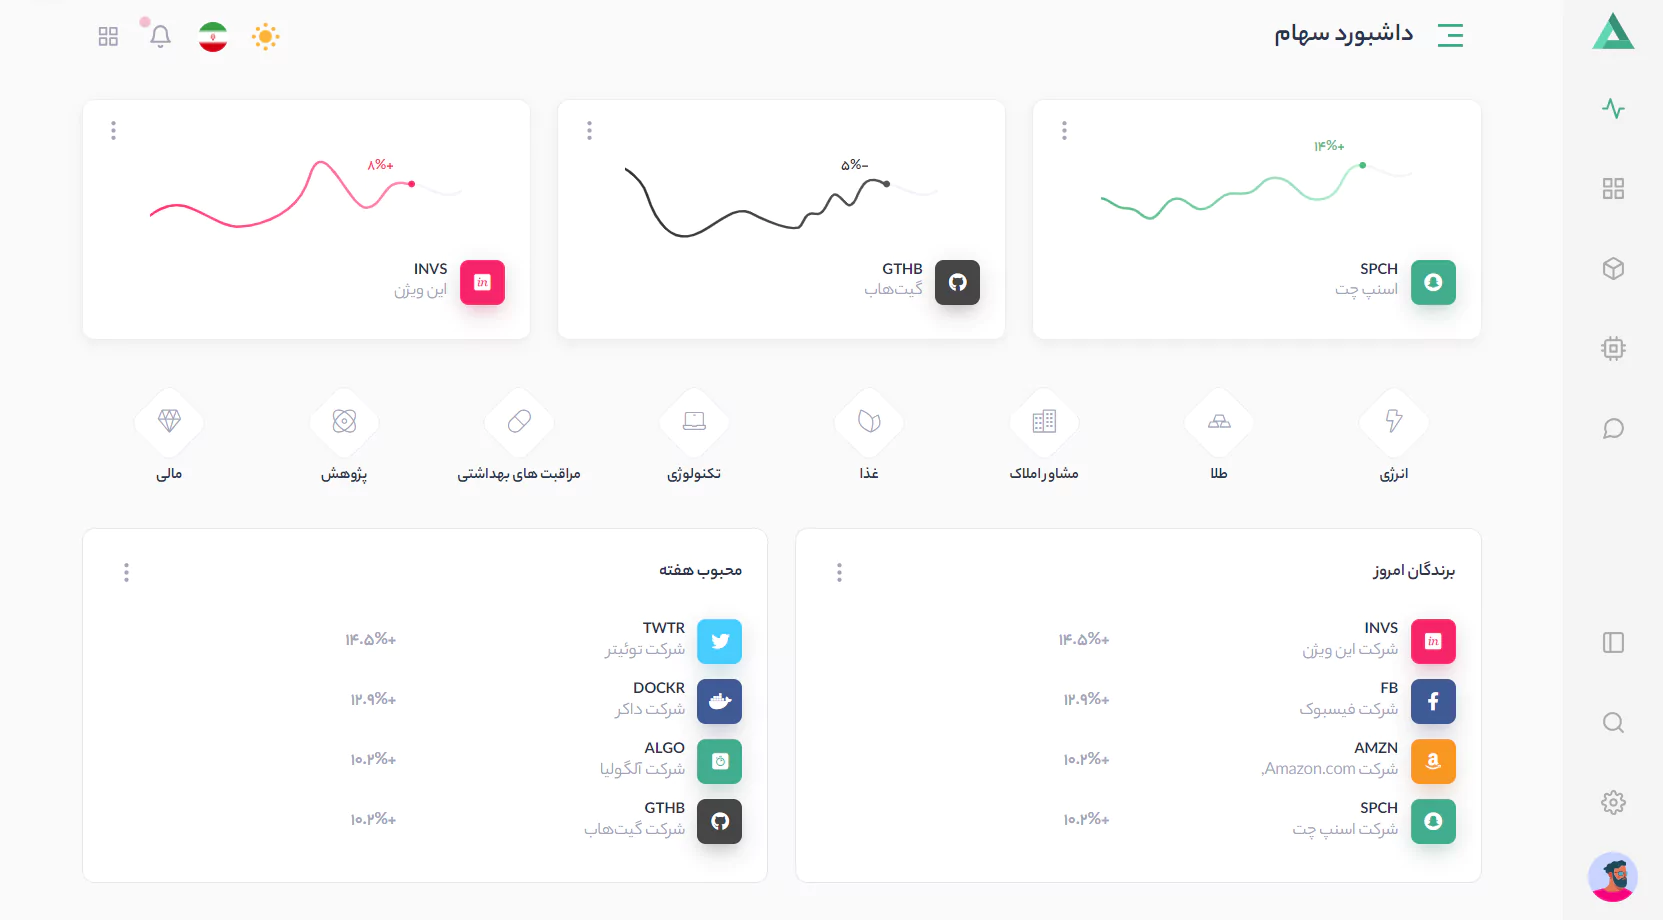 داشبورد سهام
+۱۴%
SPCH
اسنپ چت
-۵%
GTHB
گیت‌هاب
+۸%
INVS
این ویژن
انرژی
طلا
مشاور املاک
غذا
تکنولوژی
مراقبت های بهداشتی
پژوهش
مالی
برندگان امروز
INVS
شرکت این ویژن
+۱۴.۵%
FB
شرکت فیسبوک
+۱۲.۹%
AMZN
شرکت Amazon.com,
+۱۰.۲%
SPCH
شرکت اسنپ چت
+۱۰.۲%
محبوب هفته
TWTR
شرکت توئیتر
+۱۴.۵%
DOCKR
شرکت داکر
+۱۲.۹%
ALGO
شرکت آلگولیا
+۱۰.۲%
GTHB
شرکت گیت‌هاب
+۱۰.۲%